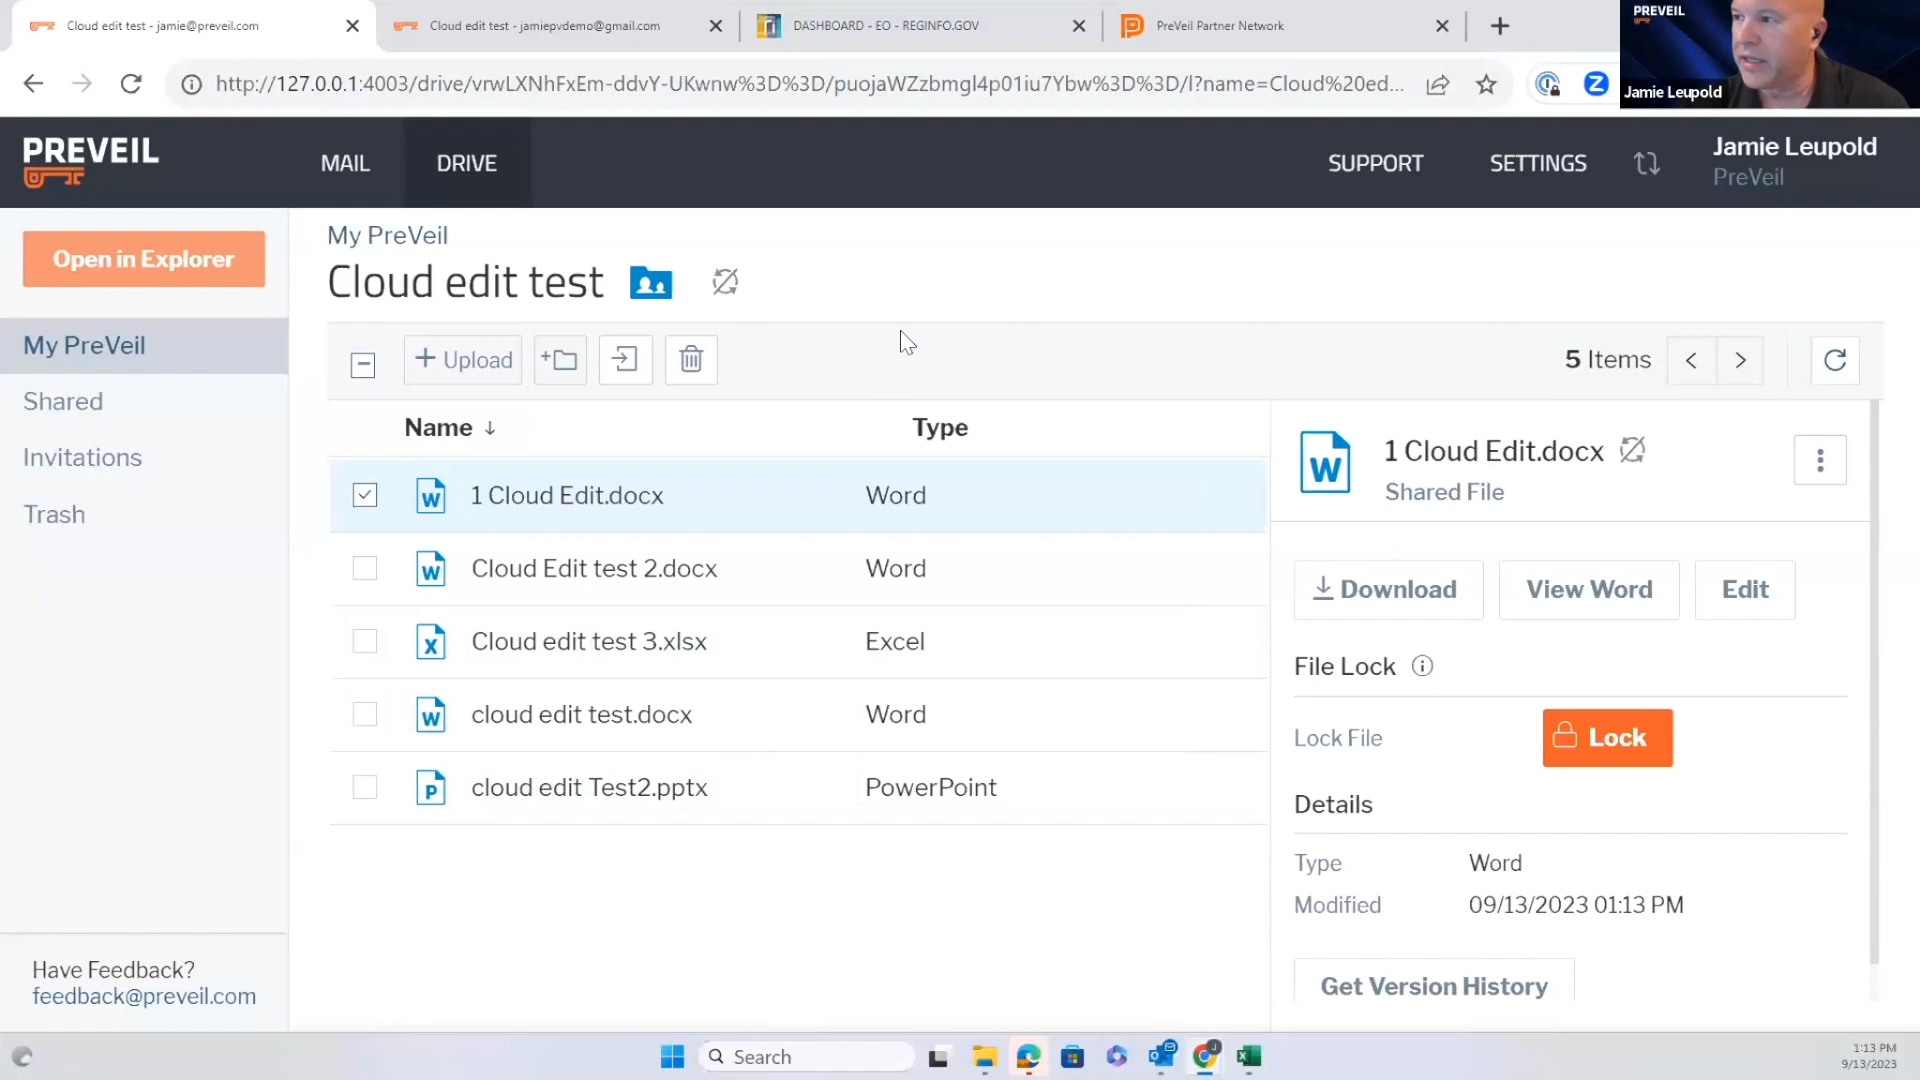 Cloud edit test - jamie@preveil.com
Cloud edit test - jamiepvdemo@gmail.com
DASHBOARD - EO - REGINFO.GOV
PreVeil Partner Network
http://127.0.0.1:4003/drive/vrwLXNhFxEm-ddvY-UKwnw%3D%3D/puojaWZzbmgl4p01iu7Ybw%3D%3D/l?name=Cloud%20ed...
PREVEIL
Jamie Leupold
PREVEIL
MAIL
DRIVE
SUPPORT
SETTINGS
Jamie Leupold
PreVeil
Open in Explorer
My PreVeil
Shared
Invitations
Trash
Have Feedback?
feedback@preveil.com
My PreVeil
Cloud edit test
+ Upload
5 Items
Name ↓ Type
1 Cloud Edit.docx Word
Cloud Edit test 2.docx Word
Cloud edit test 3.xlsx Excel
cloud edit test.docx Word
cloud edit Test2.pptx PowerPoint
1 Cloud Edit.docx
Shared File
Download
View Word
Edit
File Lock
Lock File
Lock
Details
Type Word
Modified 09/13/2023 01:13 PM
Get Version History
Search
1:13 PM
9/13/2023